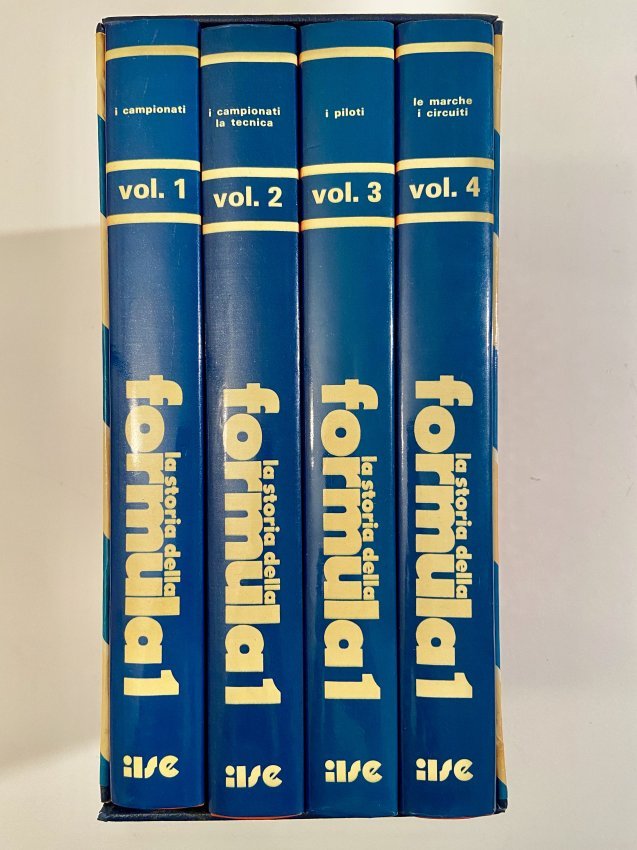 i campionati
vol. 1
la storia della
formula 1
ilse
i campionati
la tecnica
vol. 2
la storia della
formula 1
ilse
i piloti
vol. 3
la storia della
formula 1
ilse
le marche
i circuiti
vol. 4
la storia della
formula 1
ilse